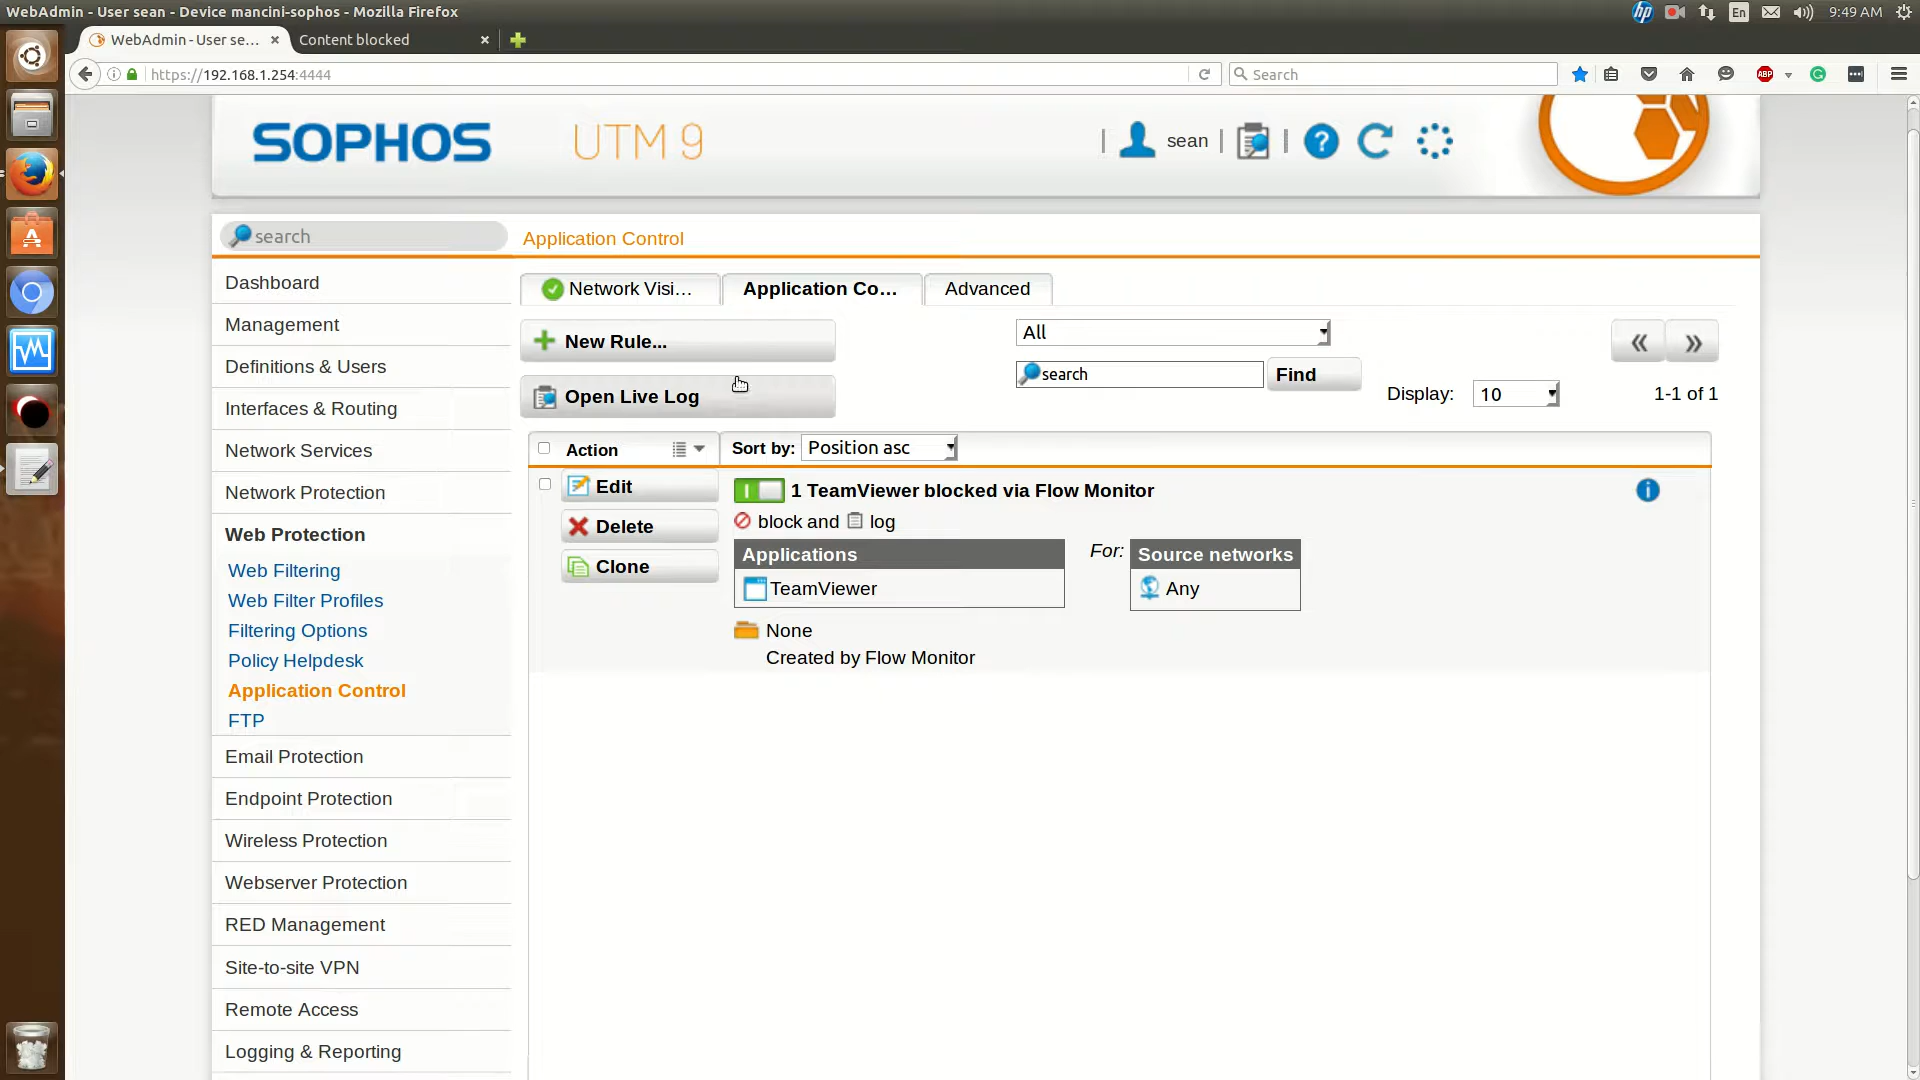 WebAdmin - User sean - Device mancini-sophos - Mozilla Firefox
hp
En
9:49 AM
WebAdmin - User se...
Content blocked
https://192.168.1.254:4444
Search
ABP
SOPHOS
UTM 9
sean
search
Application Control
Dashboard
Management
Definitions & Users
Interfaces & Routing
Network Services
Network Protection
Web Protection
Web Filtering
Web Filter Profiles
Filtering Options
Policy Helpdesk
Application Control
FTP
Email Protection
Endpoint Protection
Wireless Protection
Webserver Protection
RED Management
Site-to-site VPN
Remote Access
Logging & Reporting
Network Visi...
Application Co...
Advanced
New Rule...
Open Live Log
All
search
Find
Display:
10
1-1 of 1
Action
Sort by:
Position asc
Edit
Delete
Clone
1 TeamViewer blocked via Flow Monitor
block and log
Applications
TeamViewer
For:
Source networks
Any
None
Created by Flow Monitor